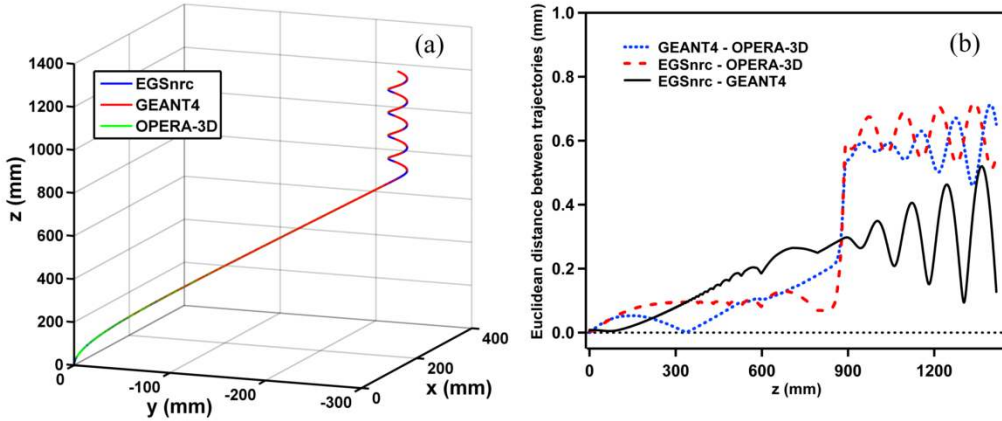 (a)
1400
1200
1000
800
600
400
200
0
z (mm)
EGSnrc
GEANT4
OPERA-3D
0
-100
-200
-300
y (mm)
0
200
400
x (mm)
(b)
Euclidean distance between trajectories (mm)
1.0
0.8
0.6
0.4
0.2
0.0
GEANT4 - OPERA-3D
EGSnrc - OPERA-3D
EGSnrc - GEANT4
0
300
600
900
1200
z (mm)